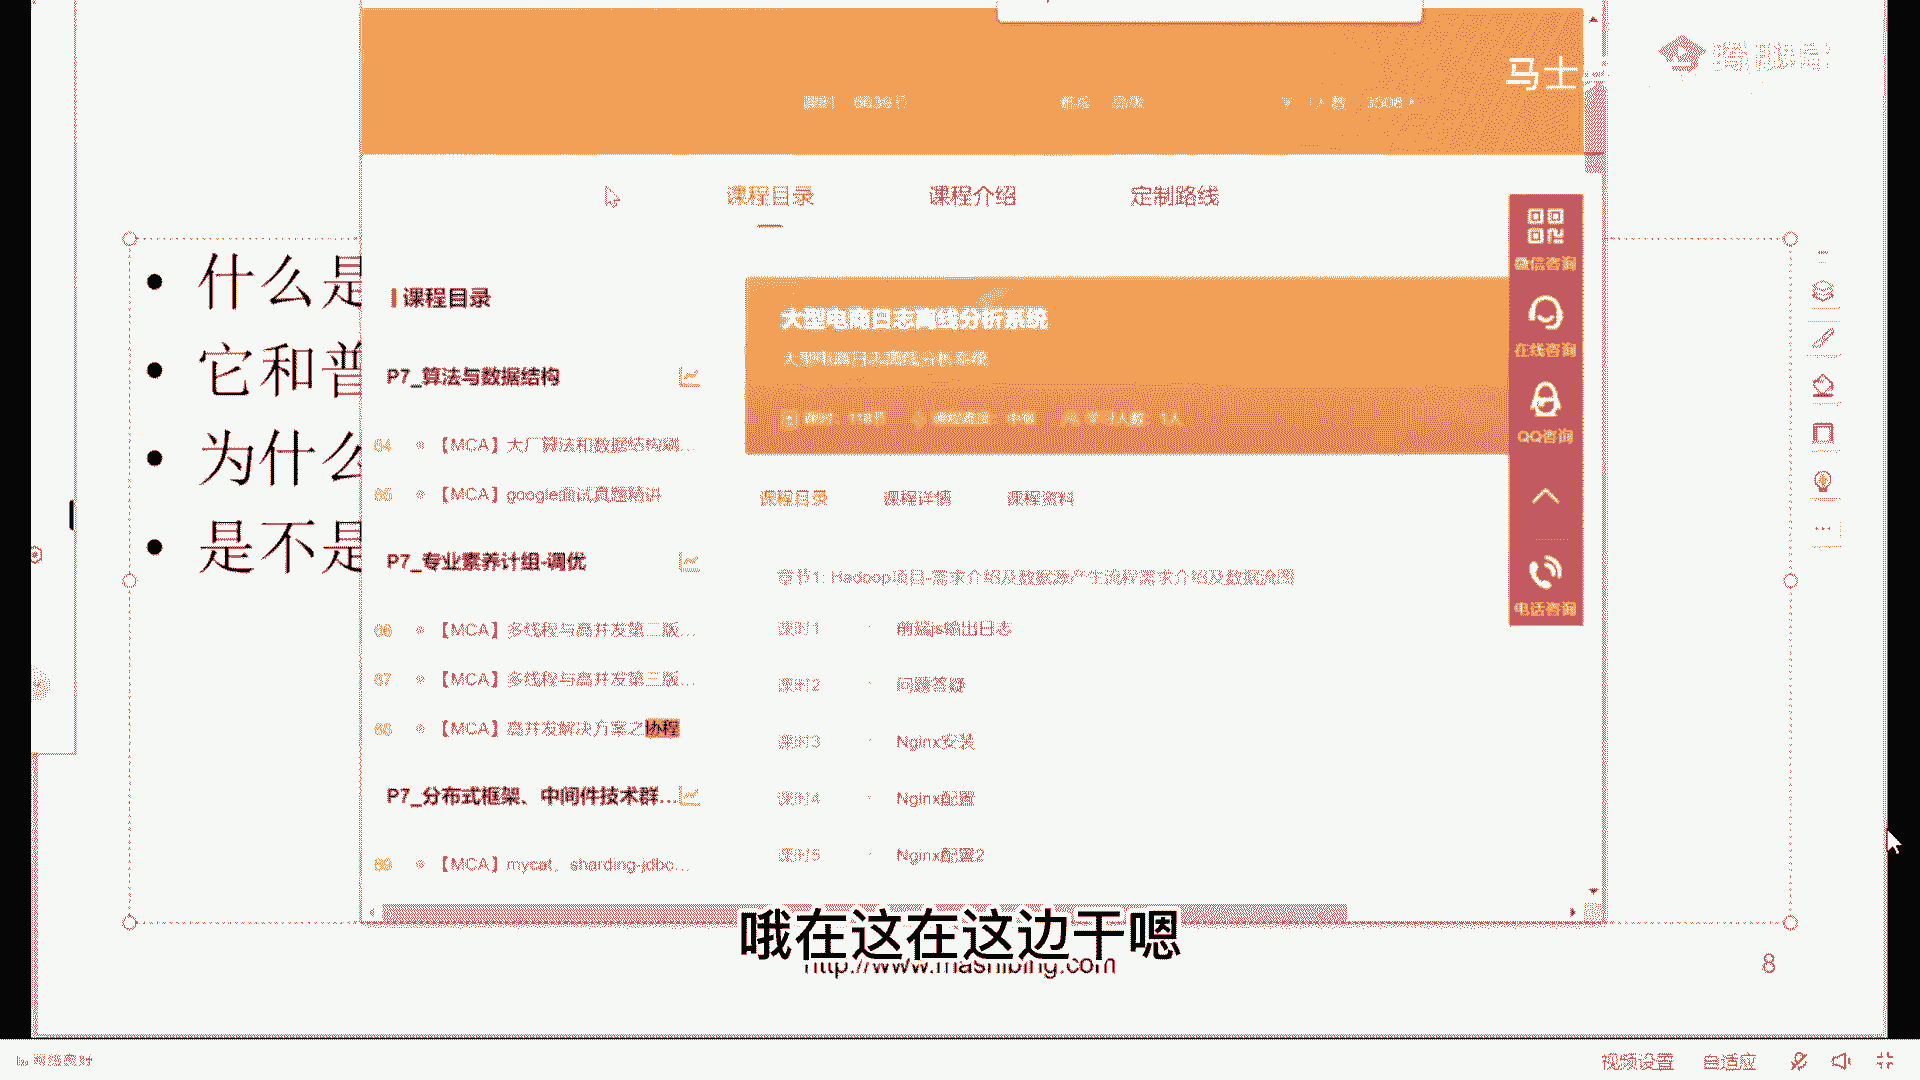 马士
课时 6636节
3508人
课程目录
课程介绍
定制路线
什么是
它和普
为什么
是不是
课程目录
P7_算法与数据结构
04 【MCA】大厂算法和数据结构刷...
05 【MCA】google面试真题精讲
P7_专业素养计组-调优
06 【MCA】多线程与高并发第二版...
07 【MCA】多线程与高并发第三版...
08 【MCA】高并发解决方案之协程
P7_分布式框架、中间件技术群...
09 【MCA】mycat，sharding-jdbc...
大型电商日志离线分析系统
大型电商日志离线分析系统
课时：118节 课程难度：中级 学习人数：1人
课程目录
课程详情
课程资料
章节1: Hadoop项目-需求介绍及数据源产生流程需求介绍及数据流图
课时1 前端js输出日志
课时2 问题答疑
课时3 Nginx安装
课时4 Nginx配置
课时5 Nginx配置2
微信咨询
在线咨询
QQ咨询
电话咨询
哦在这在这边干嗯
http://www.mashibing.com
8
视频设置
自适应